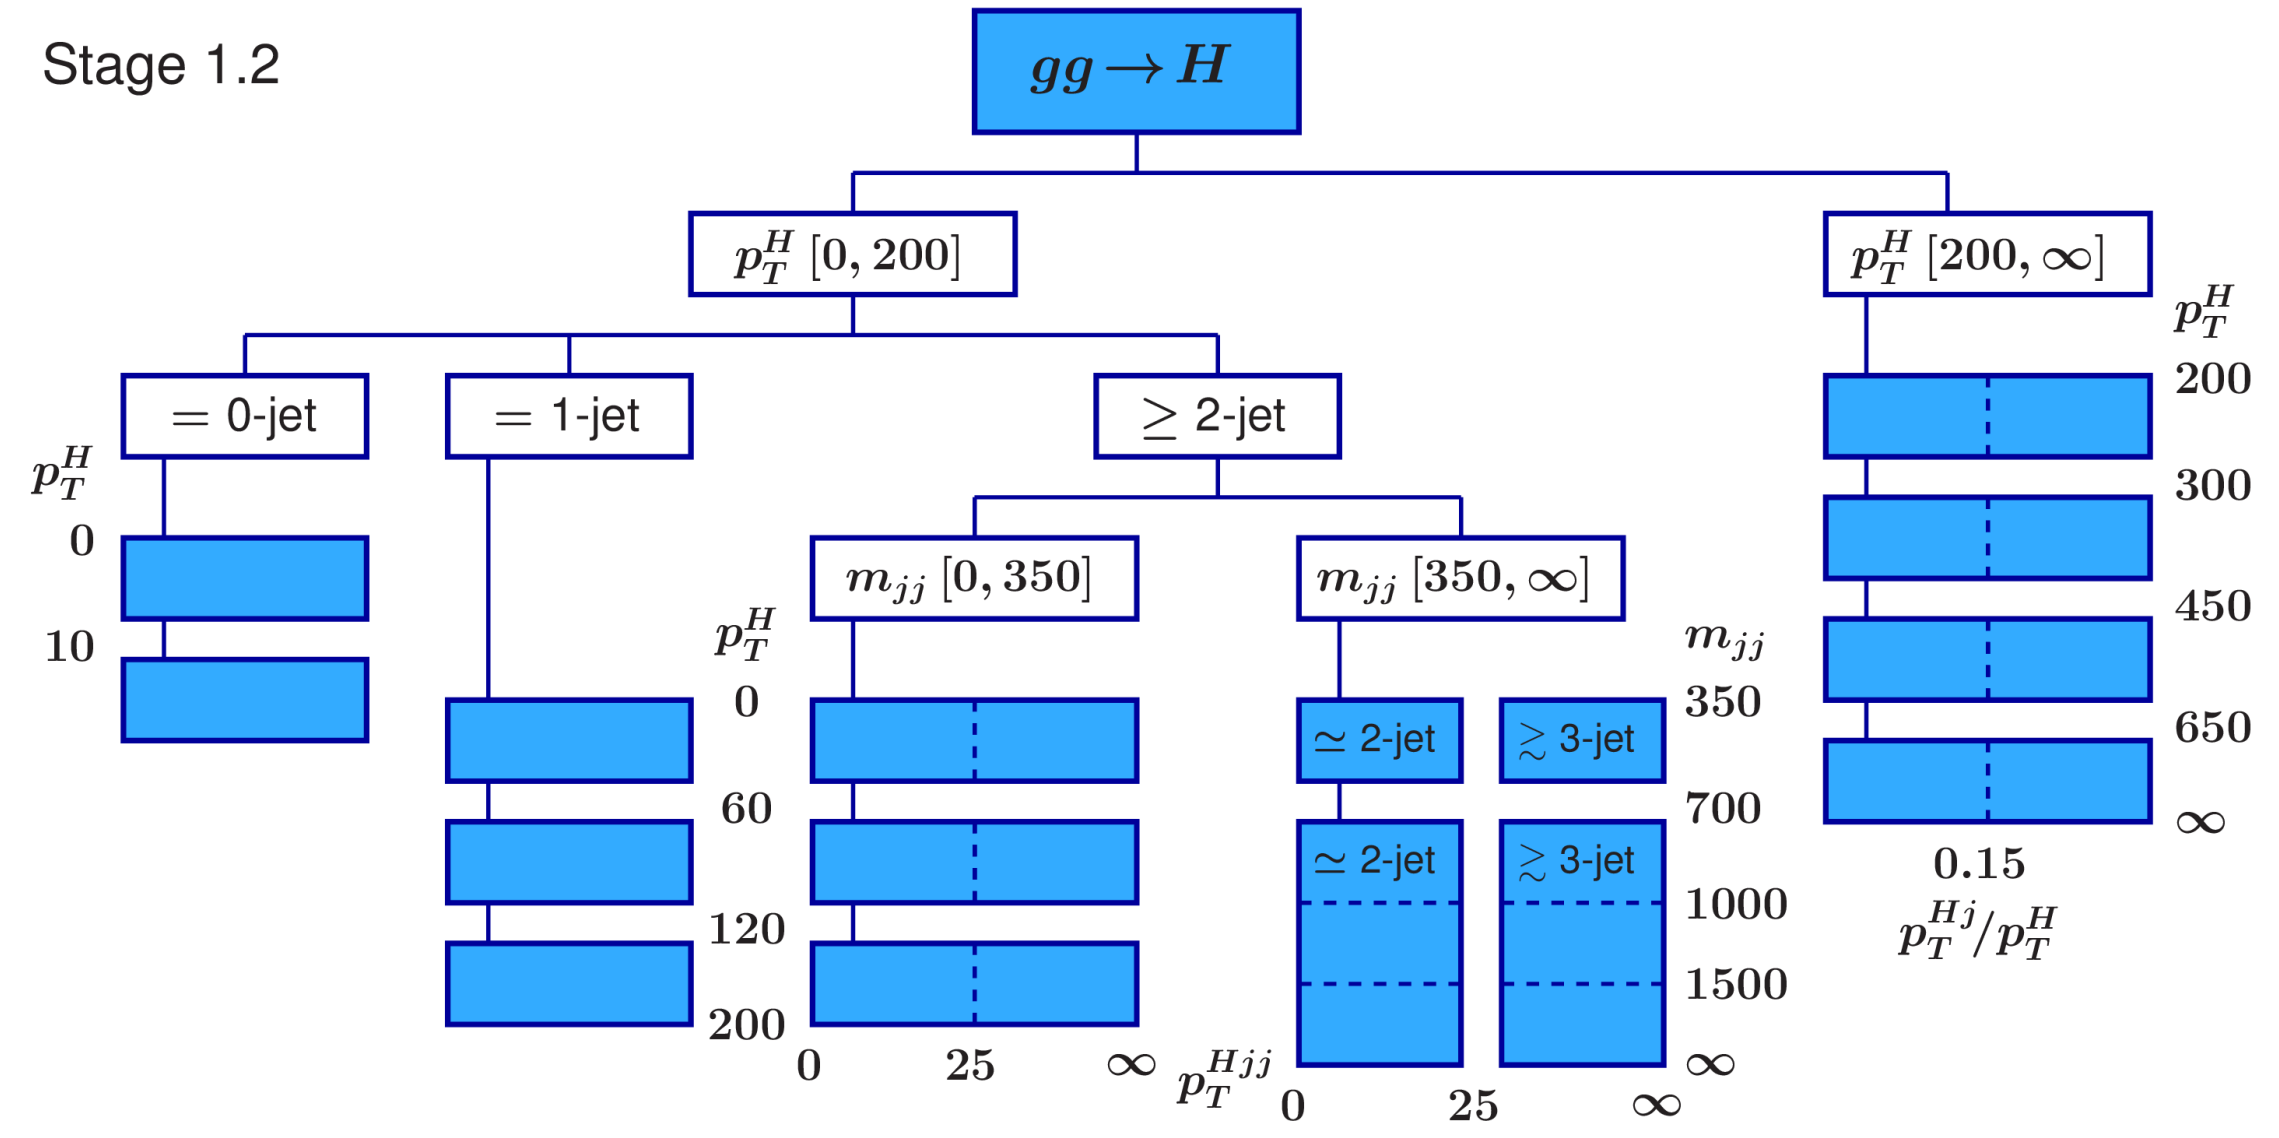 Stage 1.2
gg → H
p_T^H [0, 200]
p_T^H [200, ∞]
= 0-jet
= 1-jet
≥ 2-jet
p_T^H
0
10
m_jj [0, 350]
m_jj [350, ∞]
p_T^H
0
60
120
200
0 25 ∞
p_T^Hjj
≃ 2-jet
≳ 3-jet
≃ 2-jet
≳ 3-jet
0 25 ∞
m_jj
350
700
1000
1500
∞
p_T^H
200
300
450
650
∞
0.15
p_T^Hj/p_T^H